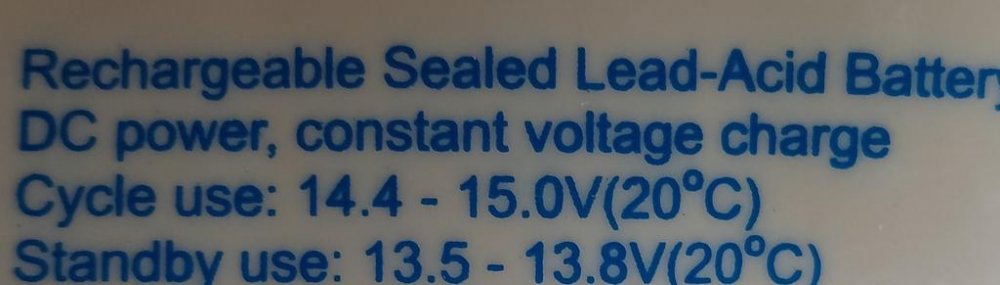 Rechargeable Sealed Lead-Acid Battery
DC power, constant voltage charge
Cycle use: 14.4 - 15.0V(20°C)
Standby use: 13.5 - 13.8V(20°C)